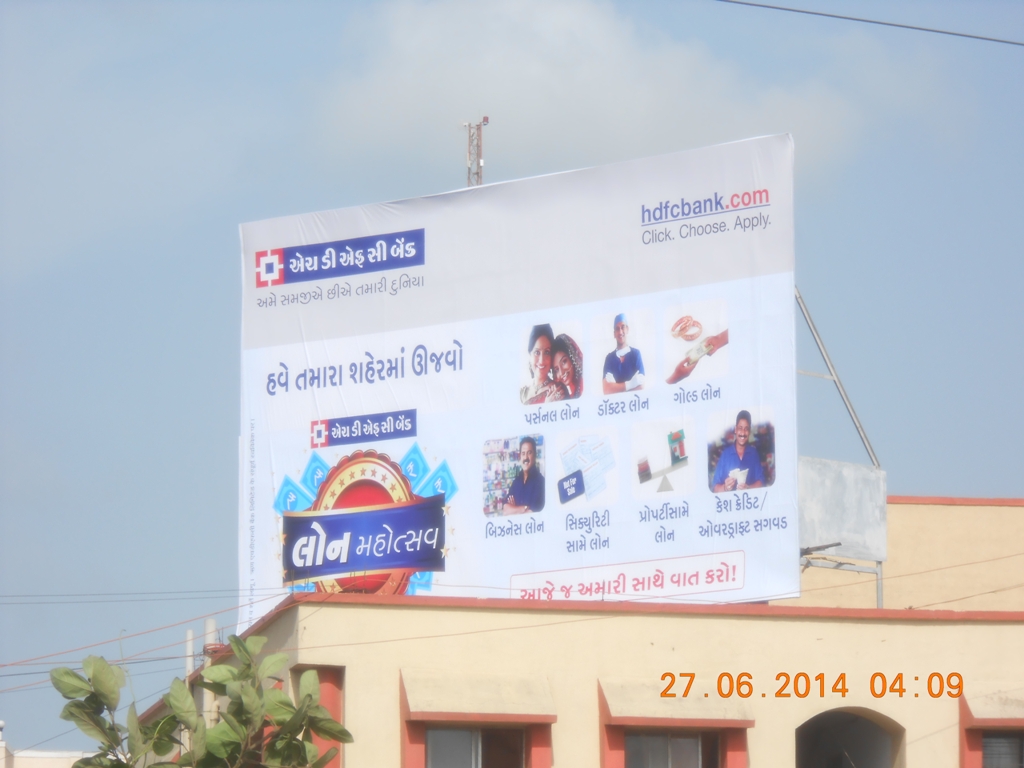 hdfcbank.com
Click. Choose. Apply.
એચ ડી એફ સી બેંક
અમે સમજીએ છીએ તમારી દુનિયા
હવે તમારા શહેરમાં ઊજવો
એચ ડી એફ સી બેંક
લોન મહોત્સવ
પર્સનલ લોન
ડૉકટર લોન
ગોલ્ડ લોન
બિઝનેસ લોન
સિક્યુરિટી
સામે લોન
પ્રોપર્ટી સામે
લોન
કેશ ક્રેડિટ/
ઓવરડ્રાફ્ટ સગવડ
આજે જ અમારી સાથે વાત કરો!
27.06.2014 04:09